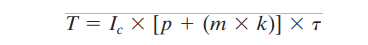 T = I_c × [p + (m × k)] × τ